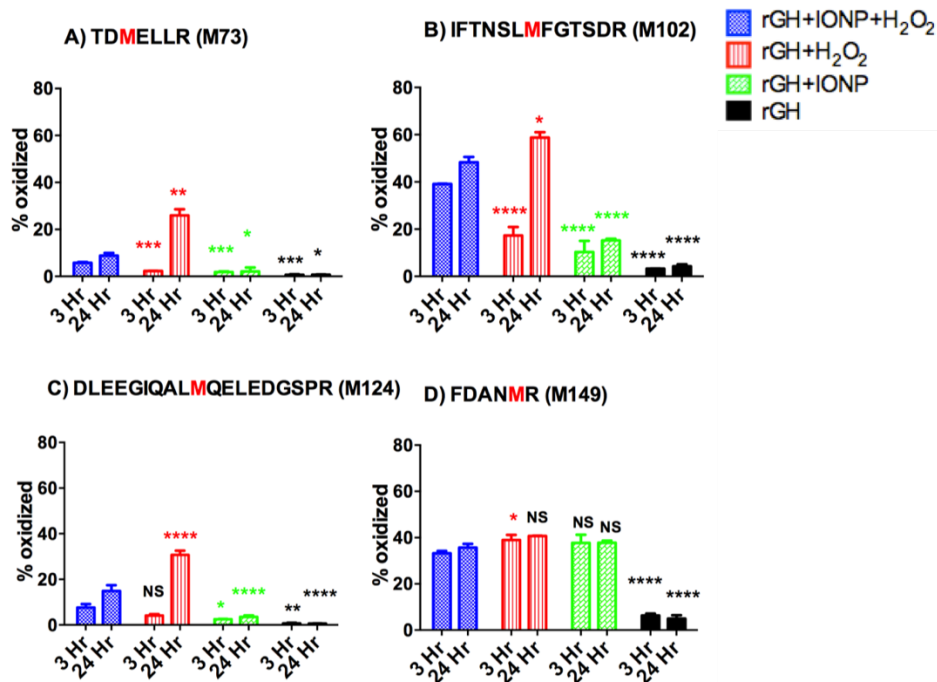 A) TDMELLR (M73)
% oxidized
80
60
40
20
0
***
**
***
*
***
*
3 Hr
24 Hr
3 Hr
24 Hr
3 Hr
24 Hr
3 Hr
24 Hr
B) IFTNSLMFGTSDR (M102)
% oxidized
80
60
40
20
0
****
*
****
****
****
****
3 Hr
24 Hr
3 Hr
24 Hr
3 Hr
24 Hr
3 Hr
24 Hr
rGH+IONP+H₂O₂
rGH+H₂O₂
rGH+IONP
rGH
C) DLEEGIQALMQELEDGSPR (M124)
% oxidized
80
60
40
20
0
NS
****
*
****
**
****
3 Hr
24 Hr
3 Hr
24 Hr
3 Hr
24 Hr
3 Hr
24 Hr
D) FDANMR (M149)
% oxidized
80
60
40
20
0
*
NS
NS
NS
****
****
3 Hr
24 Hr
3 Hr
24 Hr
3 Hr
24 Hr
3 Hr
24 Hr